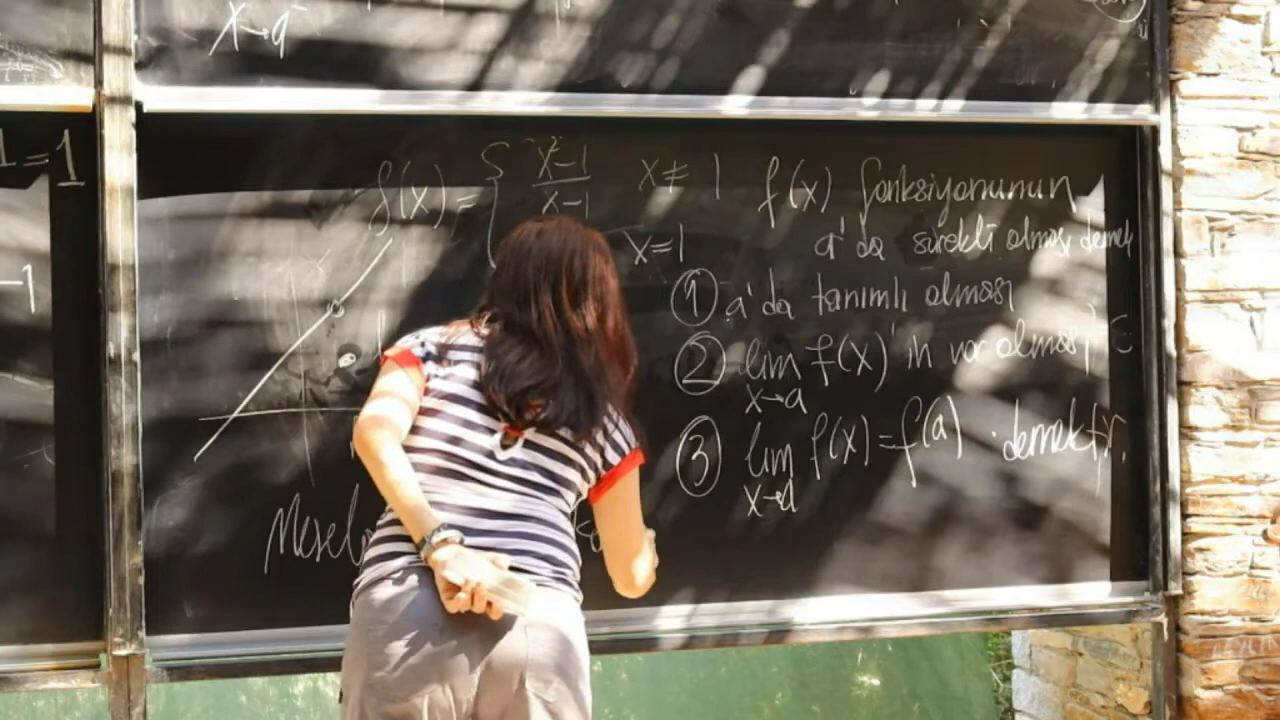 x→a⁻
1=1
-1
f(x) = { x²-1 / x-1   x≠1
x=1
f(x) fonksiyonunun
a'da sürekli olması demek
① a'da tanımlı olması
② lim f(x)'in var olması
x→a
③ lim f(x)=f(a) demektir.
x→a